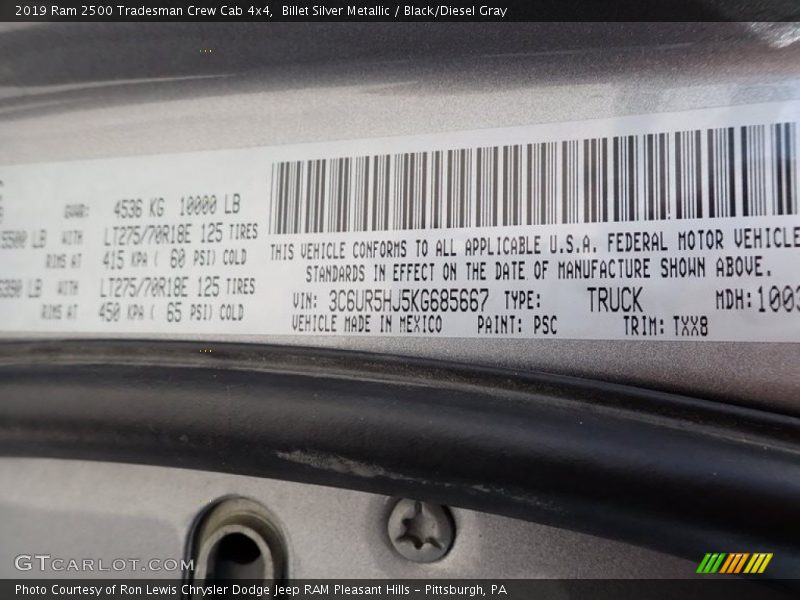 2019 Ram 2500 Tradesman Crew Cab 4x4, Billet Silver Metallic / Black/Diesel Gray
GVWR: 4536 KG 10000 LB
5500 LB WITH LT275/70R18E 125 TIRES
RIMS AT 415 KPA ( 60 PSI) COLD
LB WITH LT275/70R18E 125 TIRES
RIMS AT 450 KPA ( 65 PSI) COLD
THIS VEHICLE CONFORMS TO ALL APPLICABLE U.S.A. FEDERAL MOTOR VEHICLE
STANDARDS IN EFFECT ON THE DATE OF MANUFACTURE SHOWN ABOVE.
VIN: 3C6UR5HJ5KG685667 TYPE: TRUCK MDH: 1003
VEHICLE MADE IN MEXICO PAINT: PSC TRIM: TXX8
GTCARLOT.COM
Photo Courtesy of Ron Lewis Chrysler Dodge Jeep RAM Pleasant Hills - Pittsburgh, PA